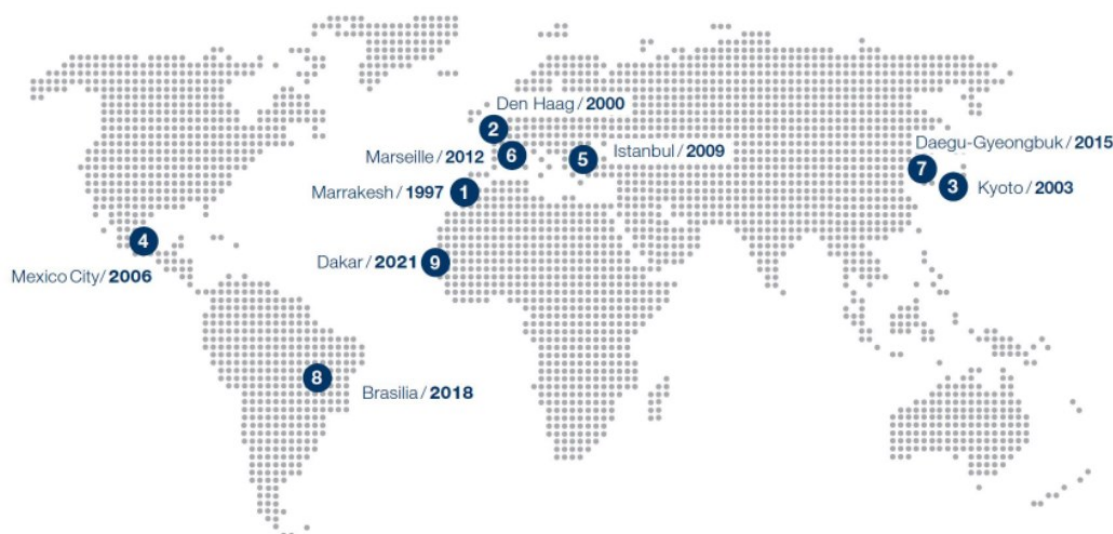 Den Haag / 2000
2
Daegu-Gyeongbuk / 2015
Marseille / 2012
6
5
Istanbul / 2009
7
Marrakesh / 1997
1
3
Kyoto / 2003
4
Dakar / 2021
9
Mexico City / 2006
8
Brasilia / 2018